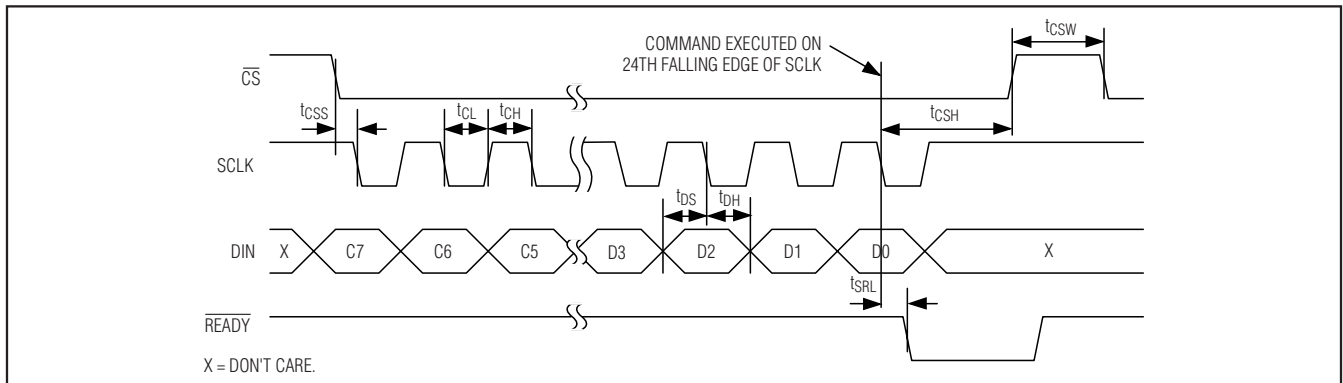 COMMAND EXECUTED ON
24TH FALLING EDGE OF SCLK
tCSW
CS
tCSS
tCL
tCH
tCSH
SCLK
tDS
tDH
DIN
X
C7
C6
C5
D3
D2
D1
D0
X
tSRL
READY
X = DON'T CARE.